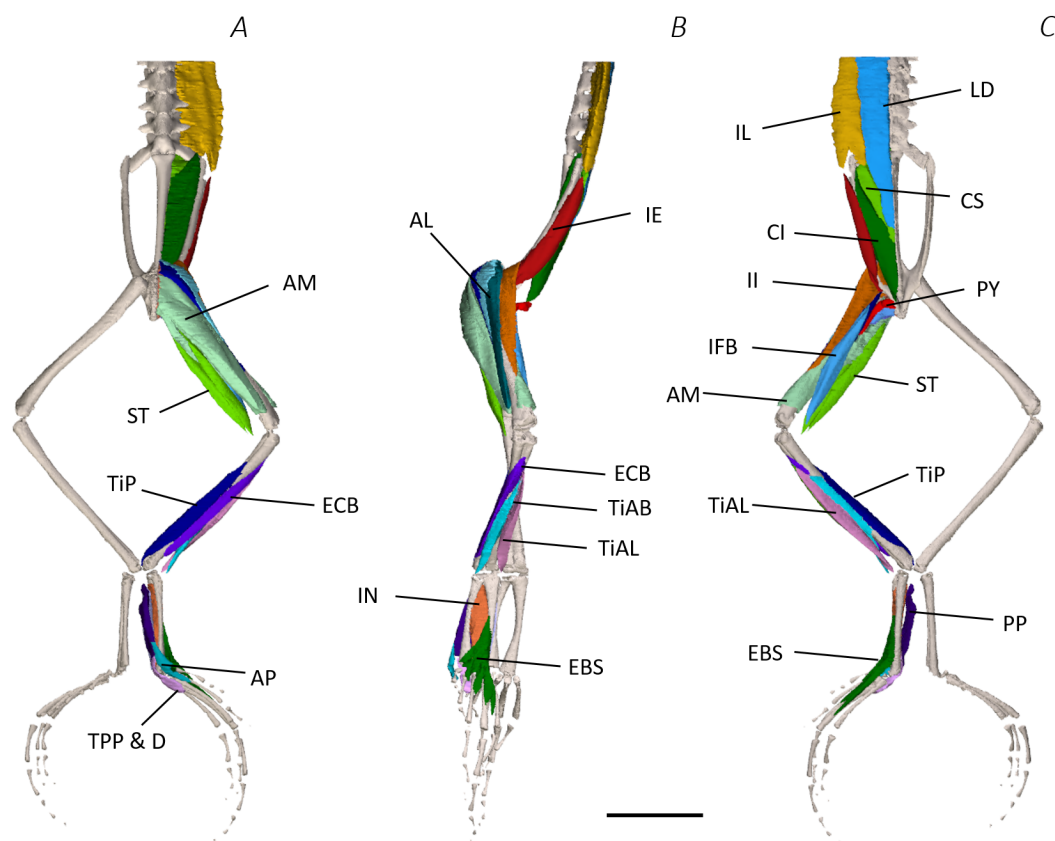 A
B
C
AM
ST
TiP
ECB
AP
TPP & D
AL
IE
ECB
TiAB
TiAL
IN
EBS
IL
LD
CS
CI
II
PY
IFB
ST
AM
TiP
TiAL
PP
EBS